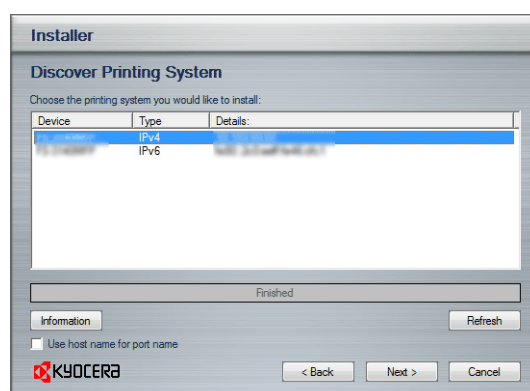 Installer
Discover Printing System
Choose the printing system you would like to install:
Device Type Details:
IPv4
IPv6
Finished
Information Refresh
Use host name for port name
KYOCERA < Back Next > Cancel